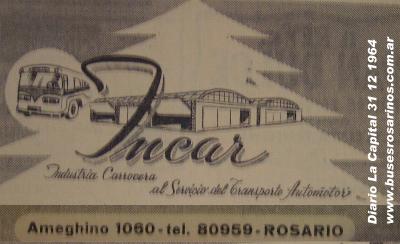 Incar
Industria Carrocera
al Servicio del Transporte Automotor
Ameghino 1060-tel. 80959-ROSARIO
Diario La Capital 31 12 1964
www.busesrosarinos.com.ar